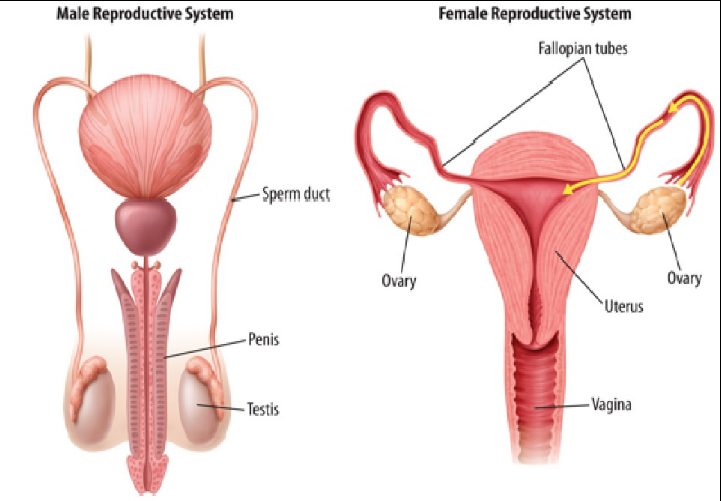 Male Reproductive System
Sperm duct
Penis
Testis
Female Reproductive System
Fallopian tubes
Ovary
Ovary
Uterus
Vagina